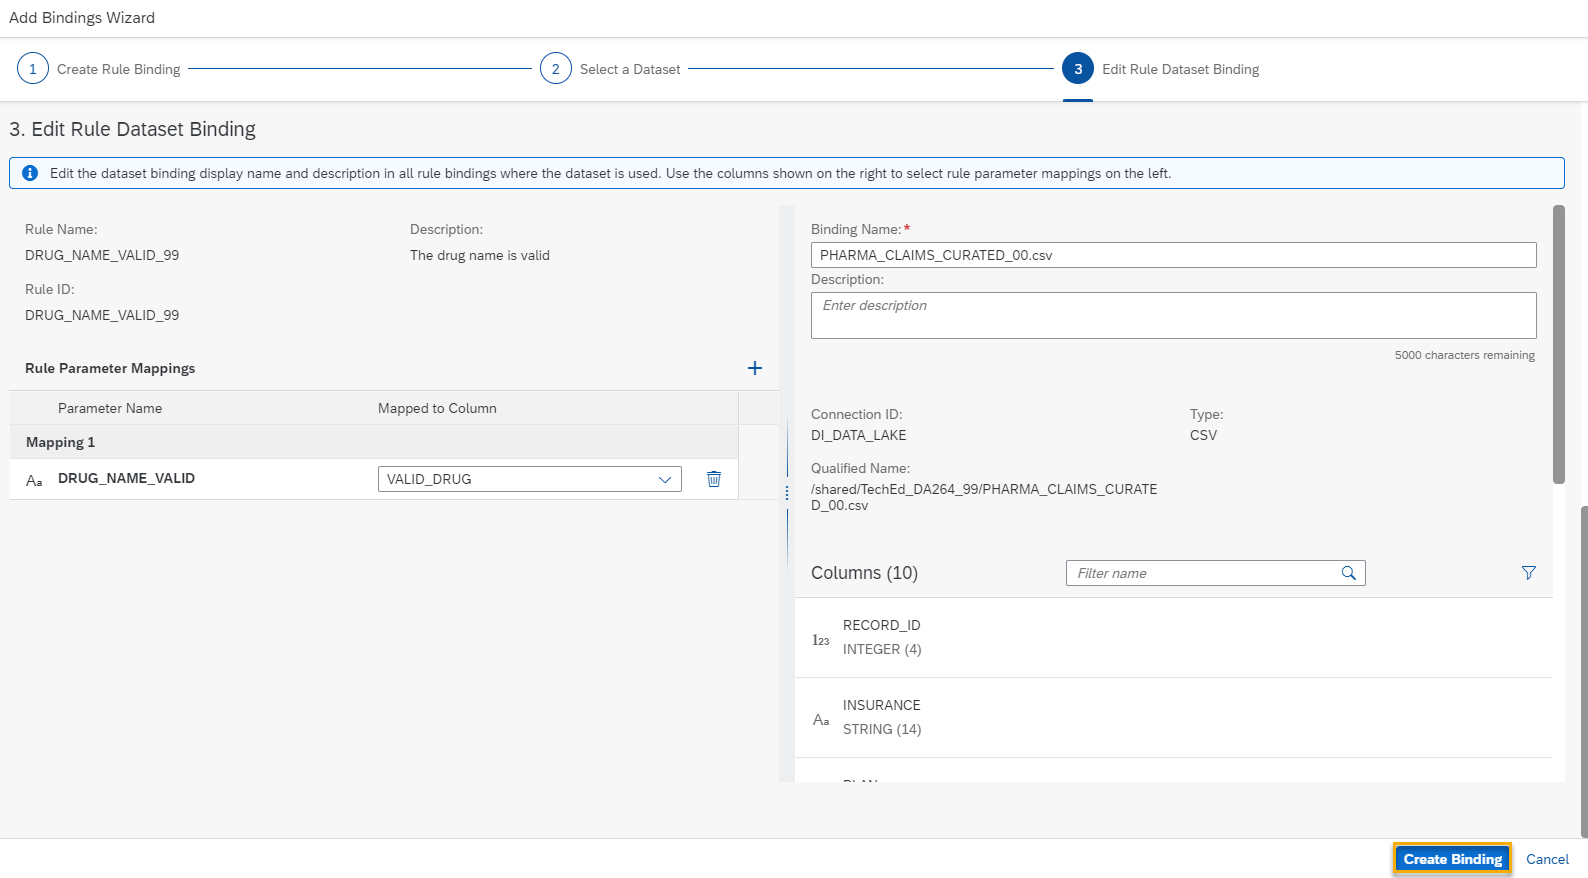 Add Bindings Wizard
1 Create Rule Binding
2 Select a Dataset
3 Edit Rule Dataset Binding
3. Edit Rule Dataset Binding
Edit the dataset binding display name and description in all rule bindings where the dataset is used. Use the columns shown on the right to select rule parameter mappings on the left.
Rule Name:
DRUG_NAME_VALID_99
Description:
The drug name is valid
Rule ID:
DRUG_NAME_VALID_99
Rule Parameter Mappings
Parameter Name
Mapped to Column
Mapping 1
Aa DRUG_NAME_VALID
VALID_DRUG
Binding Name:*
PHARMA_CLAIMS_CURATED_00.csv
Description:
Enter description
5000 characters remaining
Connection ID:
DI_DATA_LAKE
Type:
CSV
Qualified Name:
/shared/TechEd_DA264_99/PHARMA_CLAIMS_CURATE
D_00.csv
Columns (10)
Filter name
123 RECORD_ID
INTEGER (4)
Aa INSURANCE
STRING (14)
Create Binding
Cancel